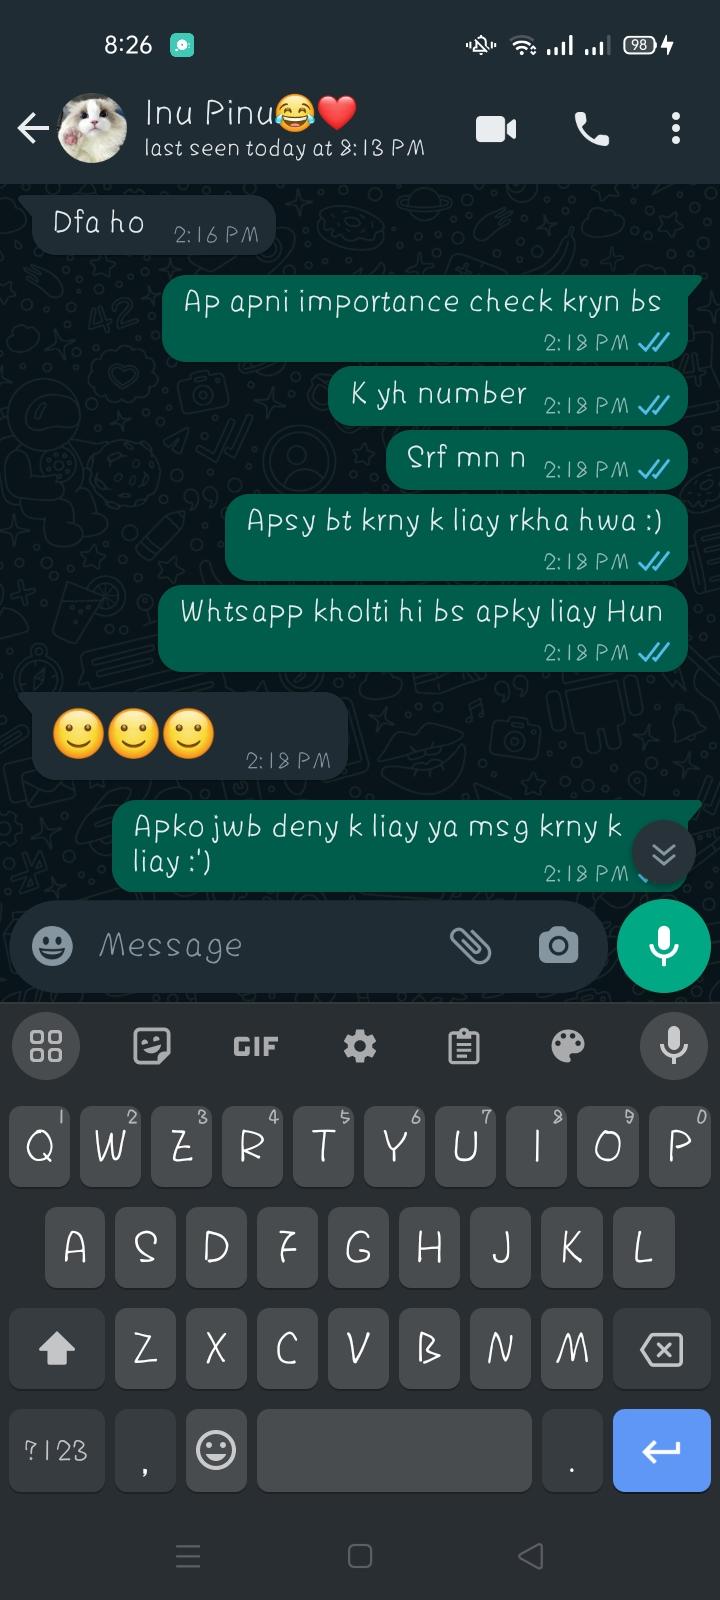 8:26
98
Inu Pinu😂❤️
last seen today at 8:13 PM
Dfa ho
2:16 PM
Ap apni importance check kryn bs
2:18 PM
K yh number
2:18 PM
Srf mn n
2:18 PM
Apsy bt krny k liay rkha hwa :)
2:18 PM
Whtsapp kholti hi bs apky liay Hun
2:18 PM
🙂🙂🙂
2:18 PM
Apko jwb deny k liay ya msg krny k
liay :')
2:18 PM
Message
GIF
1 2 3 4 5 6 7 8 9 0
Q W E R T Y U I O P
A S D F G H J K L
Z X C V B N M
?123 , .